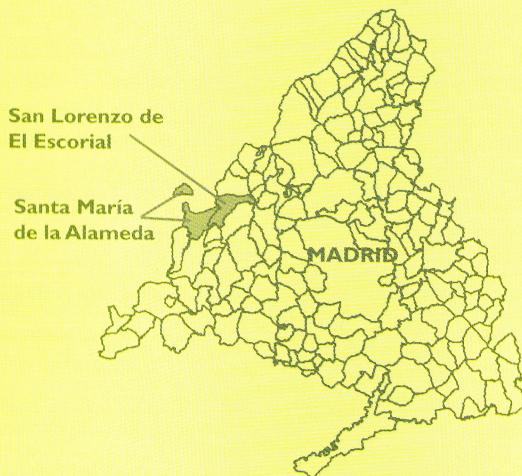 San Lorenzo de
El Escorial
Santa María
de la Alameda
MADRID